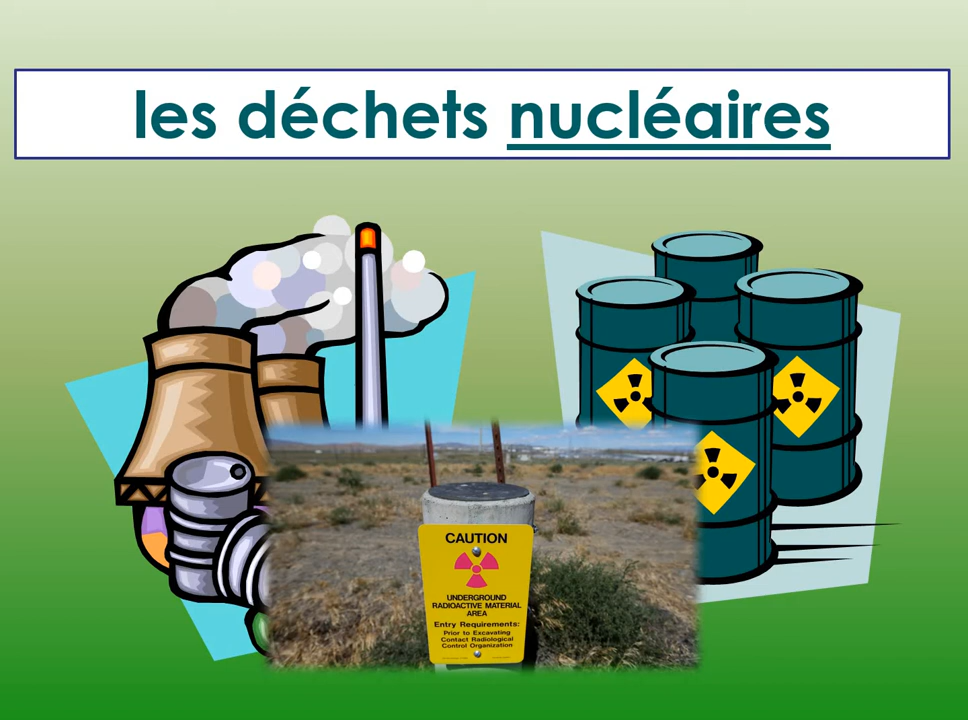 les déchets nucléaires
CAUTION
UNDERGROUND
RADIOACTIVE MATERIAL
AREA
Entry Requirements:
Prior to Excavating
Contact Radiological
Control Organization